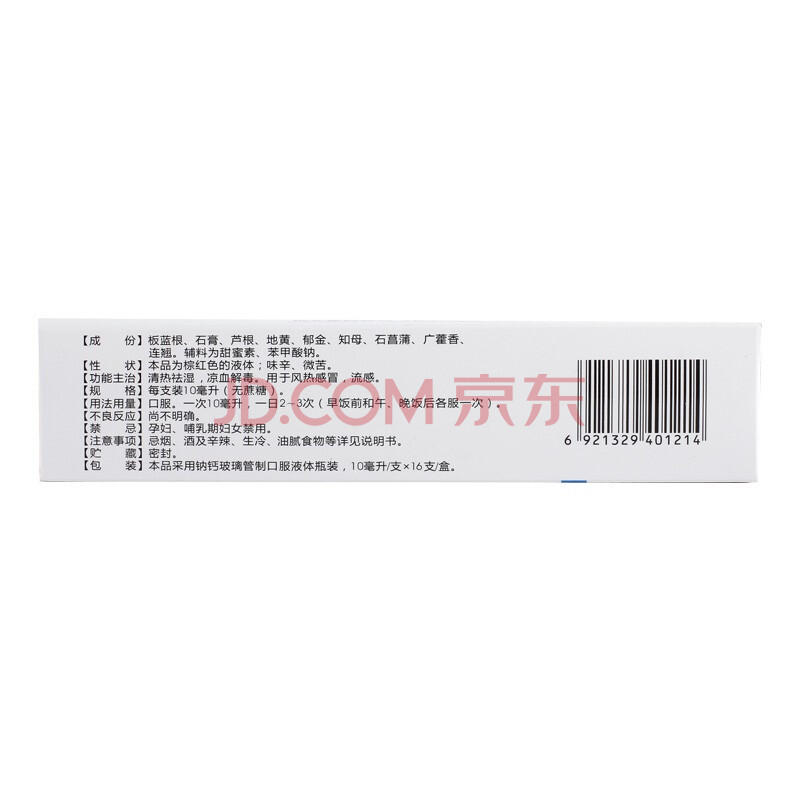 【成 份】板蓝根、石膏、芦根、地黄、郁金、知母、石菖蒲、广藿香、
连翘。辅料为甜蜜素、苯甲酸钠。
【性 状】本品为棕红色的液体；味辛、微苦。
【功能主治】清热祛湿，凉血解毒。用于风热感冒，流感。
【规 格】每支装10毫升（无蔗糖）。
【用法用量】口服。一次10毫升，一日2-3次（早饭前和午、晚饭后各服一次）。
【不良反应】尚不明确。
【禁 忌】孕妇、哺乳期妇女禁用。
【注意事项】忌烟、酒及辛辣、生冷、油腻食物等详见说明书。
【贮 藏】密封。
【包 装】本品采用钠钙玻璃管制口服液体瓶装，10毫升/支×16支/盒。
6 921329 401214
JD.COM 京东